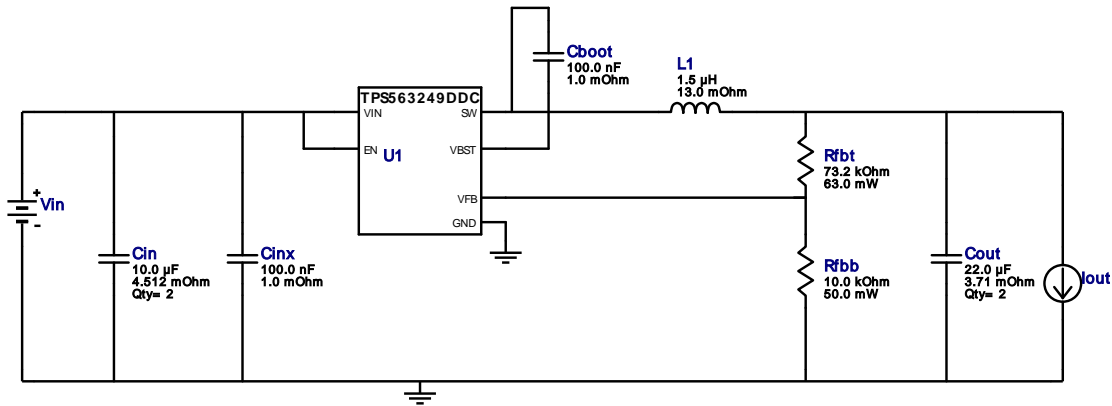 Cboot
100.0 nF
1.0 mOhm
L1
1.5 µH
13.0 mOhm
TPS563249DDC
VIN
SW
EN
U1
VBST
VFB
GND
+
Vin
-
Rfbt
73.2 kOhm
63.0 mW
Cin
10.0 µF
4.512 mOhm
Qty= 2
Cinx
100.0 nF
1.0 mOhm
Rfbb
10.0 kOhm
50.0 mW
Cout
22.0 µF
3.71 mOhm
Qty= 2
Iout